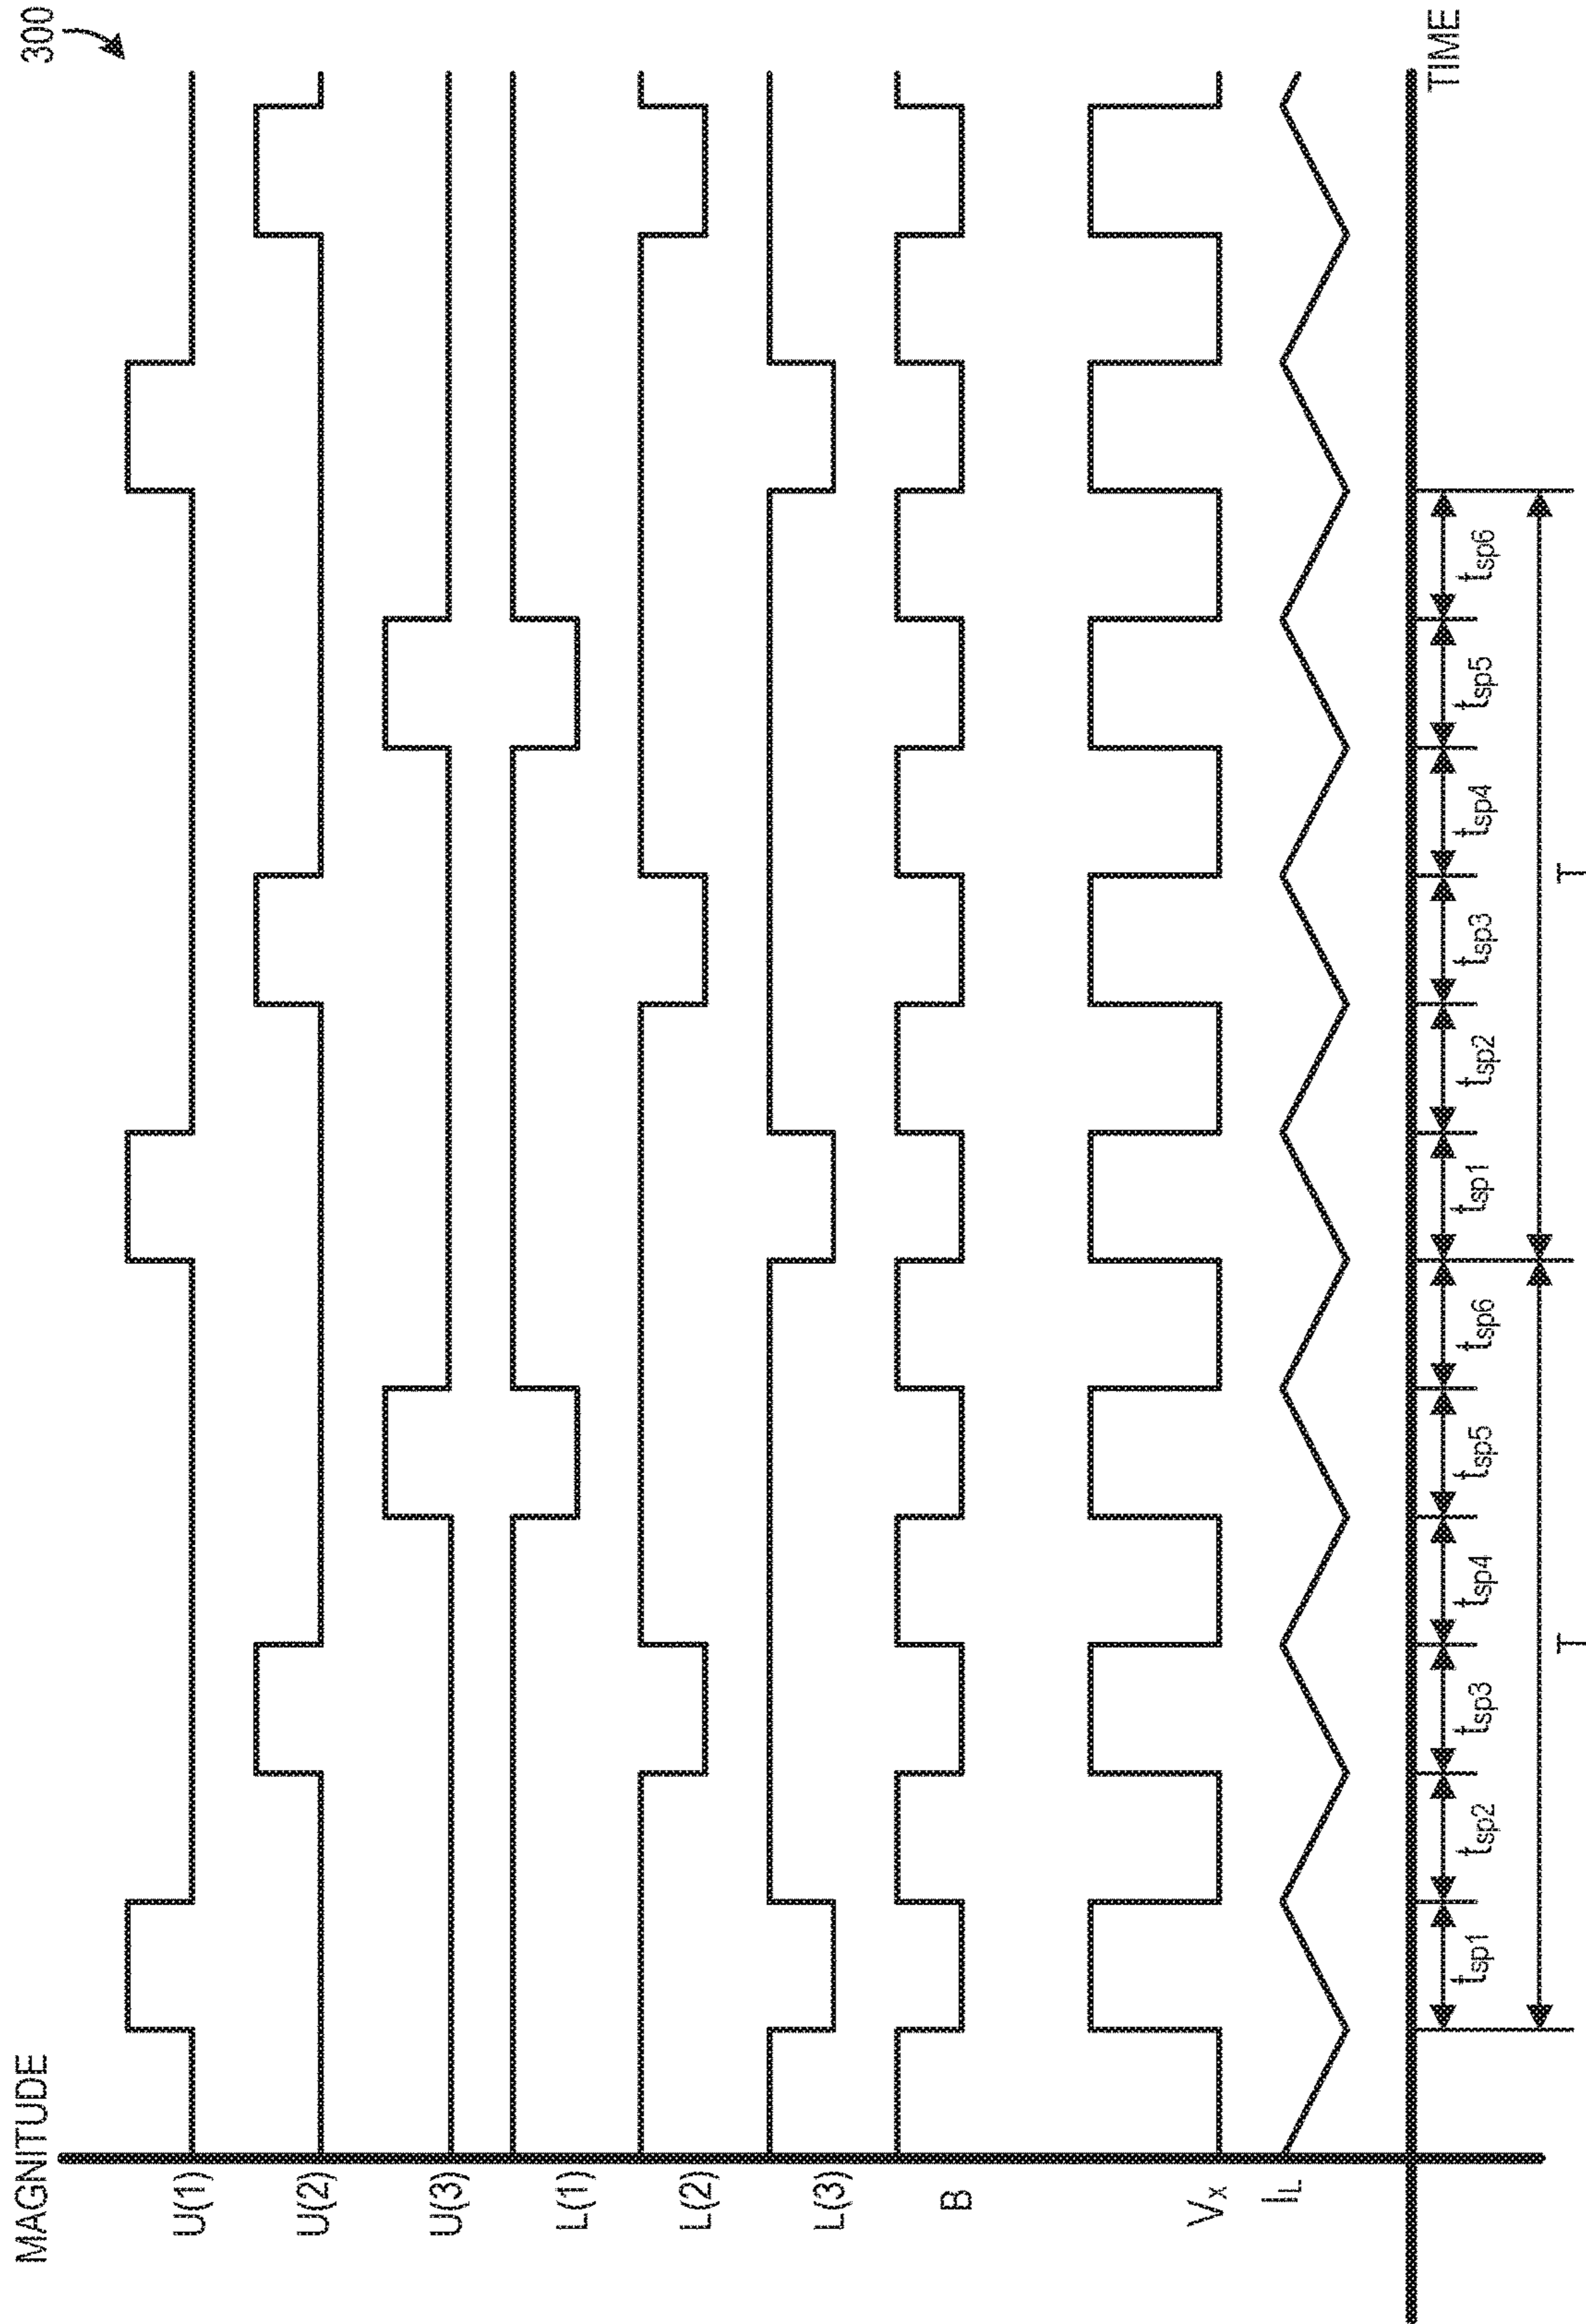 300
MAGNITUDE
U(1)
U(2)
U(3)
L(1)
L(2)
L(3)
B
Vx
IL
TIME
tsp1 tsp2 tsp3 tsp4 tsp5 tsp6 tsp1 tsp2 tsp3 tsp4 tsp5 tsp6
T T